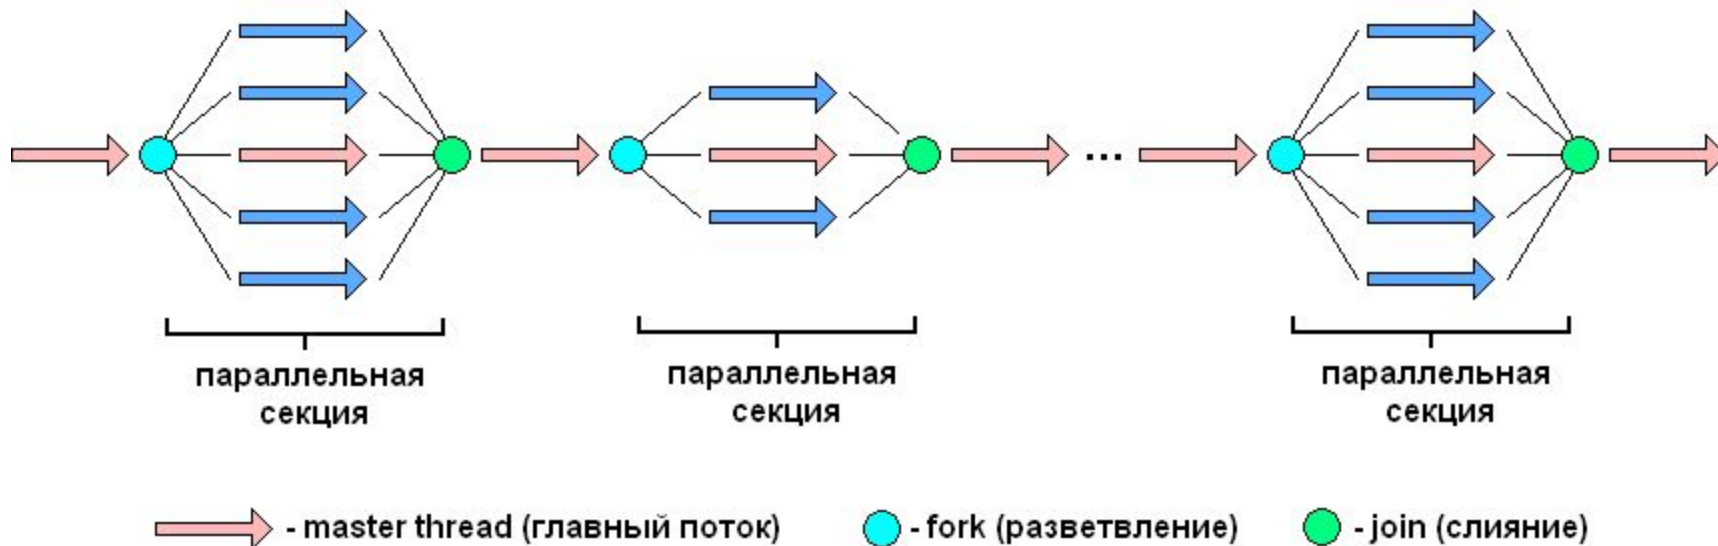 ...
параллельная
секция
параллельная
секция
параллельная
секция
- master thread (главный поток)
- fork (разветвление)
- join (слияние)